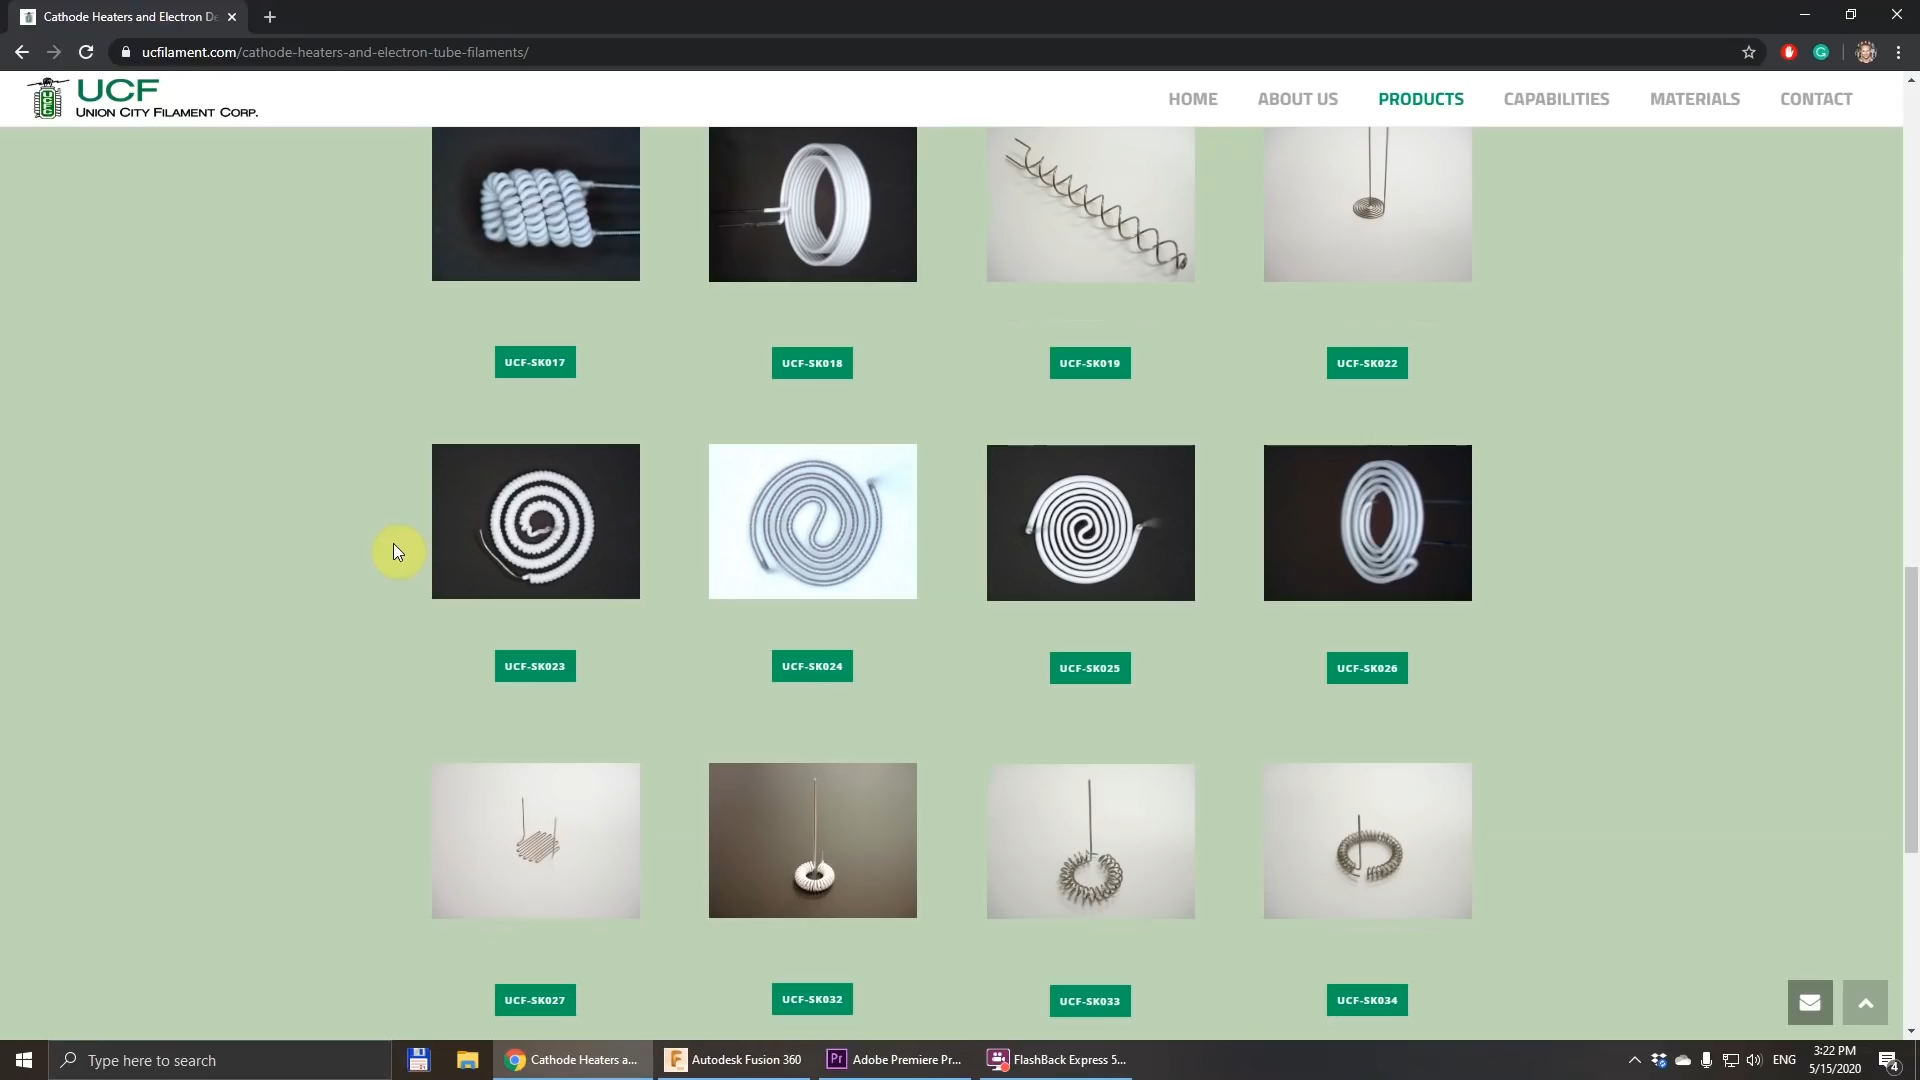 Cathode Heaters and Electron De
ucfilament.com/cathode-heaters-and-electron-tube-filaments/
UCF
UNION CITY FILAMENT CORP.
HOME ABOUT US PRODUCTS CAPABILITIES MATERIALS CONTACT
UCF-SK017 UCF-SK018 UCF-SK019 UCF-SK022
UCF-SK023 UCF-SK024 UCF-SK025 UCF-SK026
UCF-SK027 UCF-SK032 UCF-SK033 UCF-SK034
Type here to search
Cathode Heaters a...
Autodesk Fusion 360
Adobe Premiere Pr...
FlashBack Express 5...
ENG
3:22 PM
5/15/2020
4